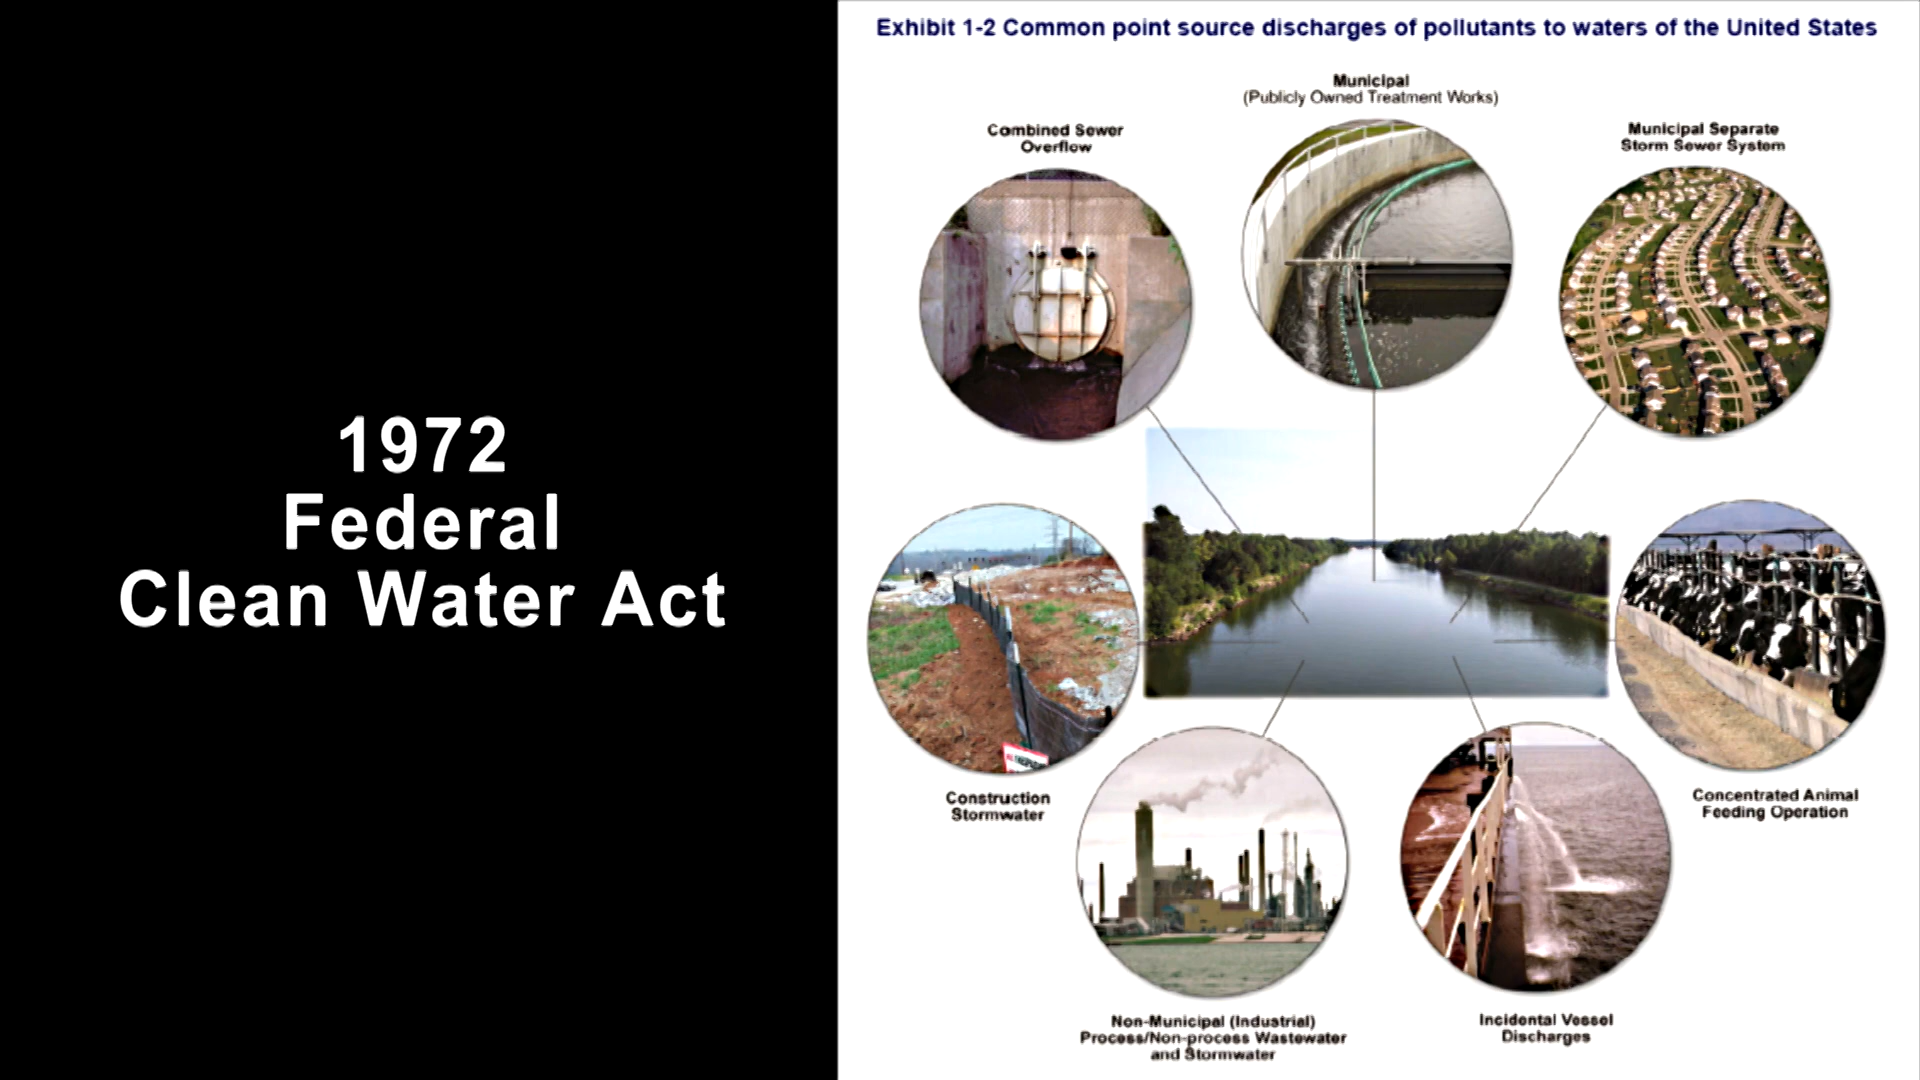 1972
Federal
Clean Water Act
Exhibit 1-2 Common point source discharges of pollutants to waters of the United States
Municipal
(Publicly Owned Treatment Works)
Combined Sewer
Overflow
Municipal Separate
Storm Sewer System
Construction
Stormwater
Concentrated Animal
Feeding Operation
Non-Municipal (Industrial)
Process/Non-process Wastewater
and Stormwater
Incidental Vessel
Discharges